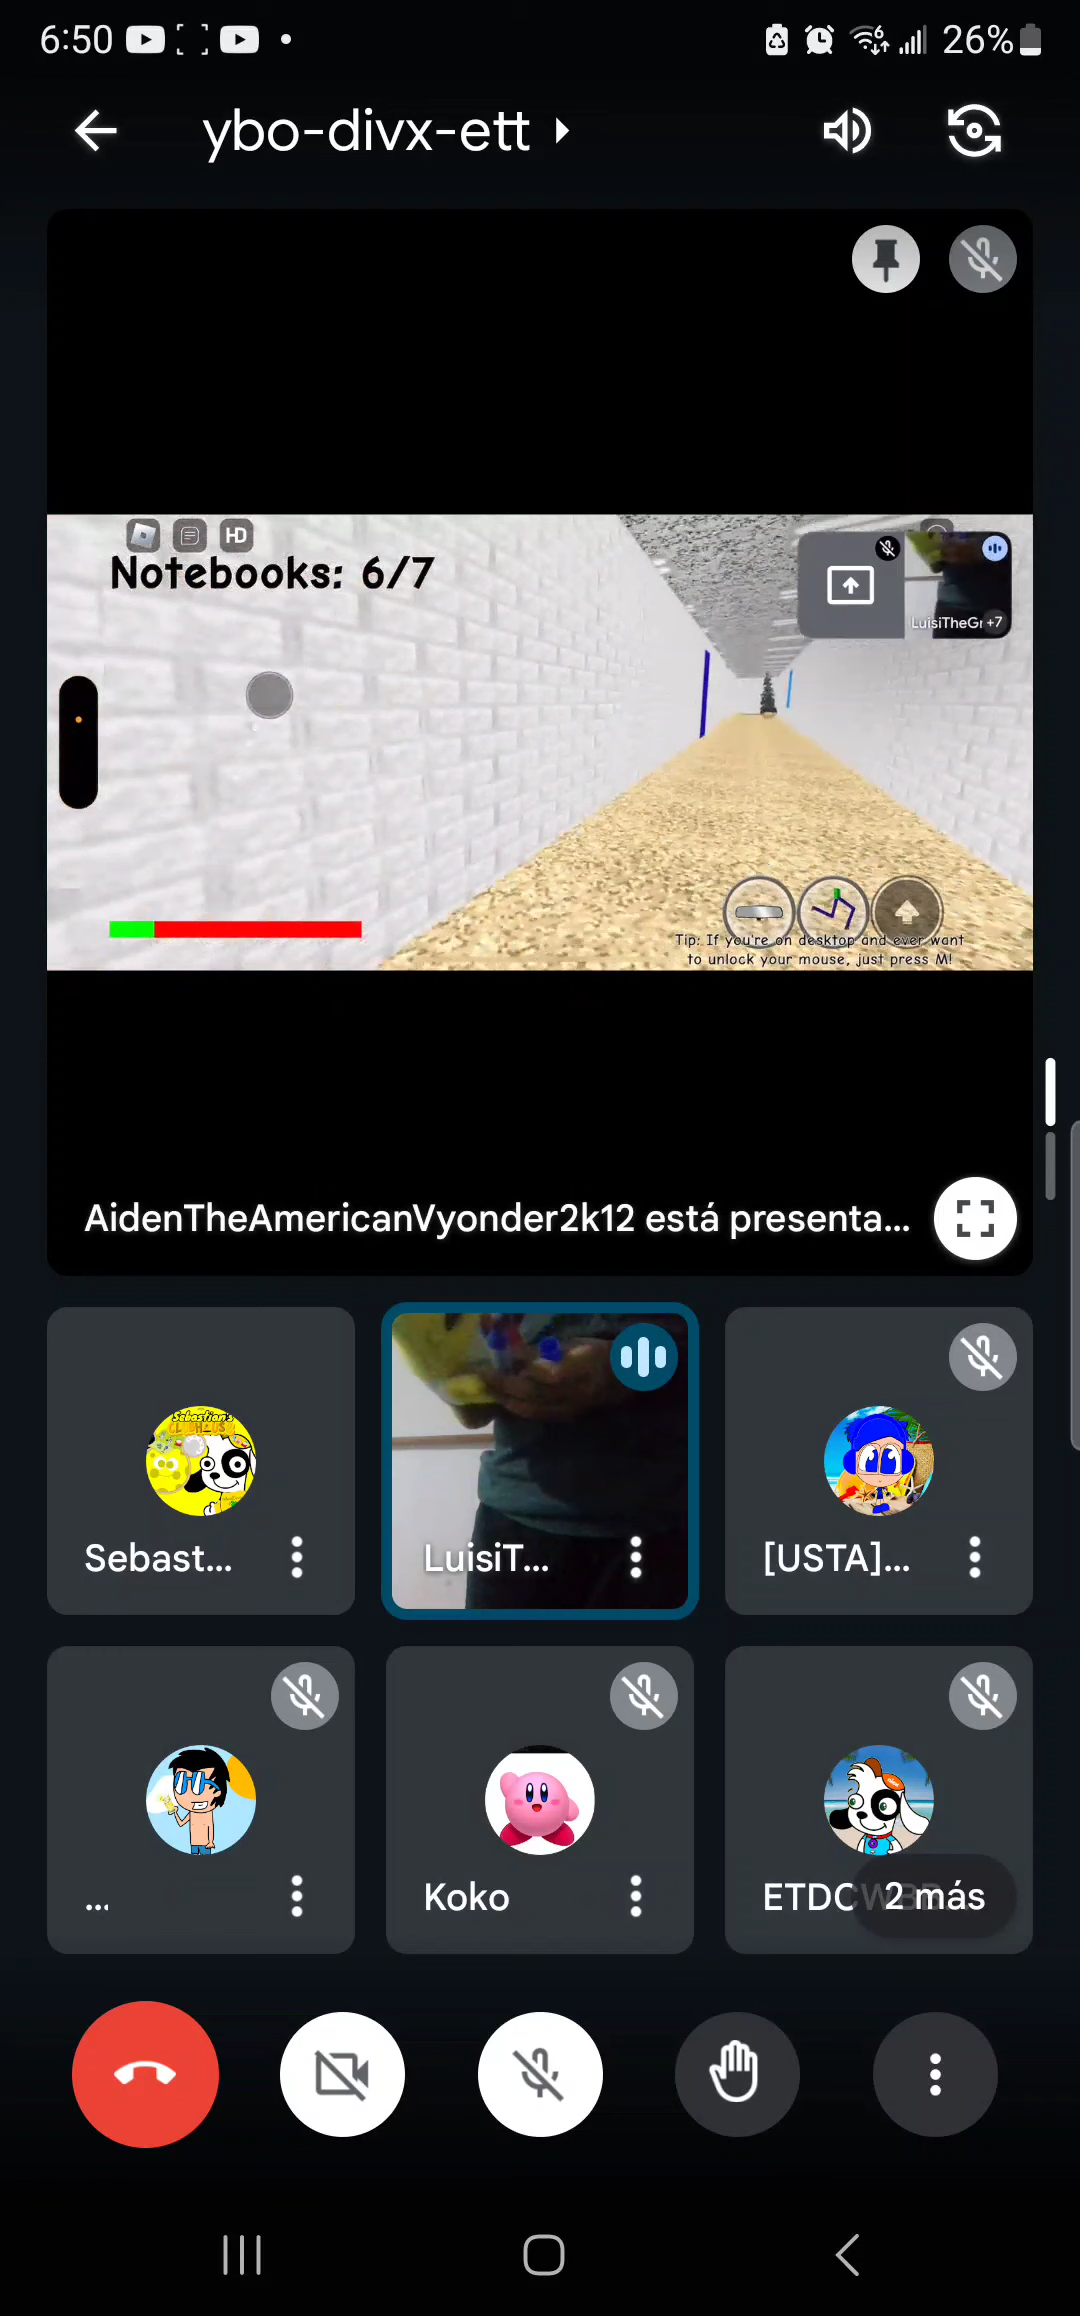 6:50
26%
ybo-divx-ett
HD
Notebooks: 6/7
LuisiTheGr +7
Tip: If you're on desktop and ever want
to unlock your mouse, just press M!
AidenTheAmericanVyonder2k12 está presenta...
Sebastian's
Sebast...
LuisiT...
[USTA]...
...
Koko
ETDC
2 más